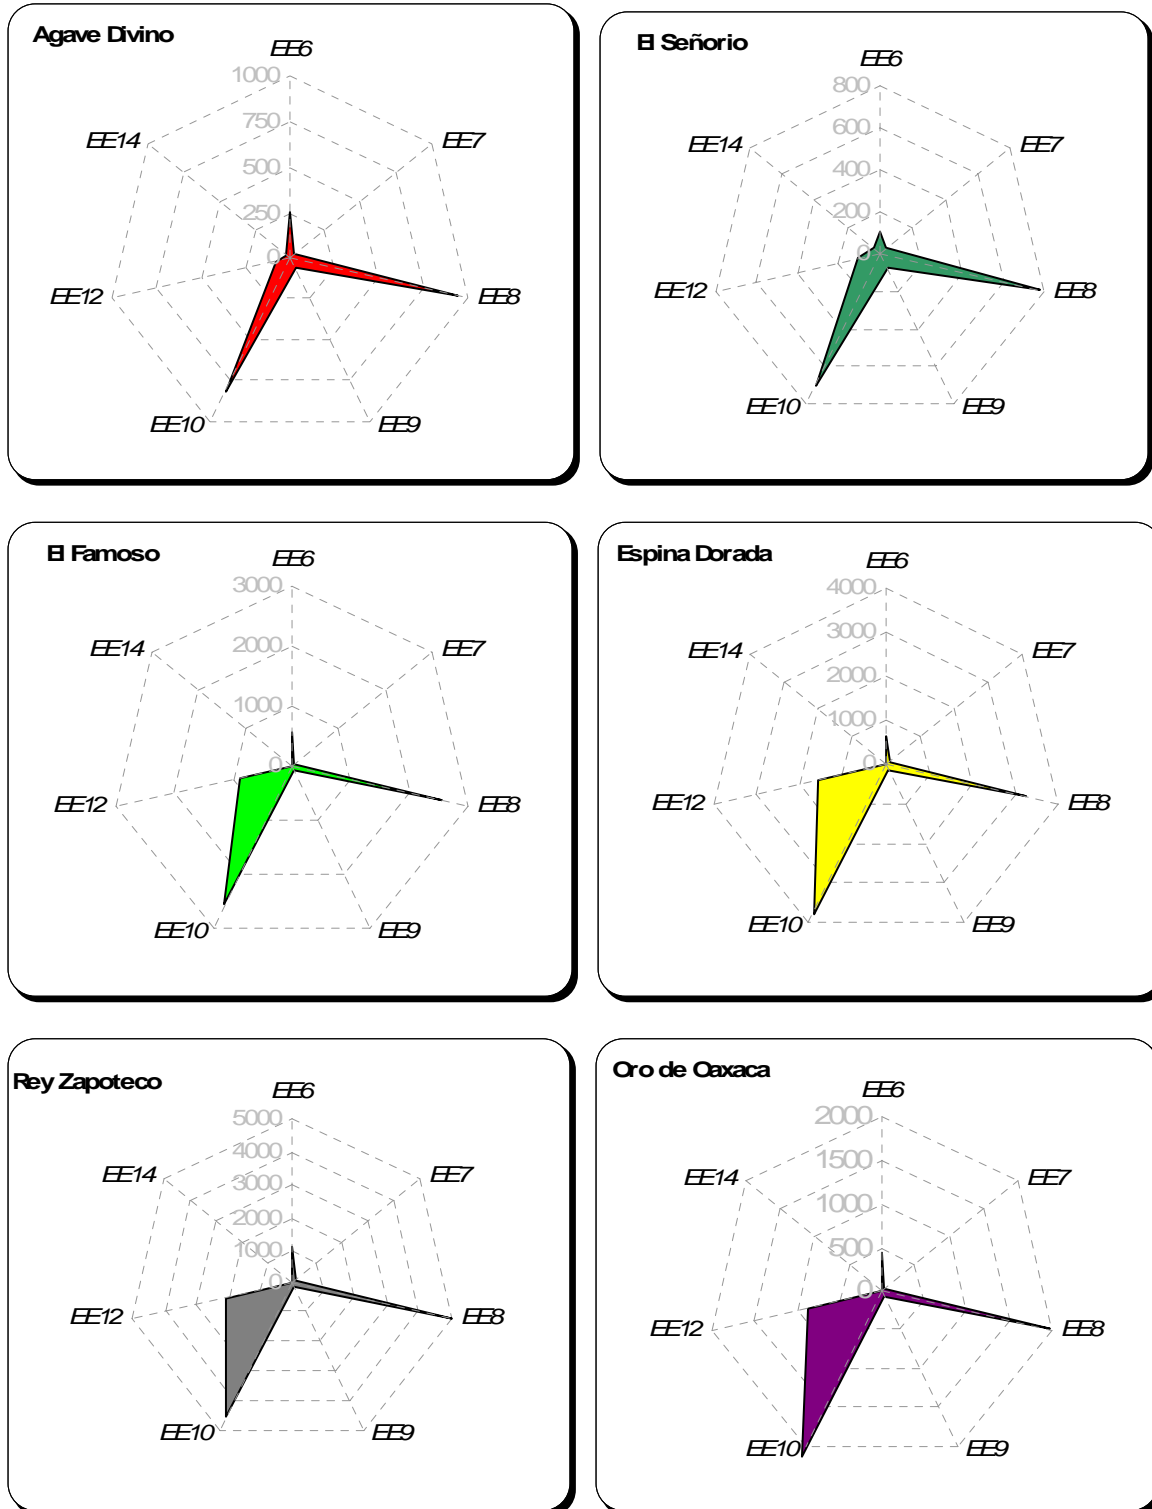 Agave Divino
EE6
1000
750
500
250
0
EE14
EE7
EE12
EE8
EE10
EE9
El Señorio
EE6
800
600
400
200
0
EE14
EE7
EE12
EE8
EE10
EE9
El Famoso
EE6
3000
2000
1000
0
EE14
EE7
EE12
EE8
EE10
EE9
Espina Dorada
EE6
4000
3000
2000
1000
0
EE14
EE7
EE12
EE8
EE10
EE9
Rey Zapoteco
EE6
5000
4000
3000
2000
1000
0
EE14
EE7
EE12
EE8
EE10
EE9
Oro de Oaxaca
EE6
2000
1500
1000
500
0
EE14
EE7
EE12
EE8
EE10
EE9